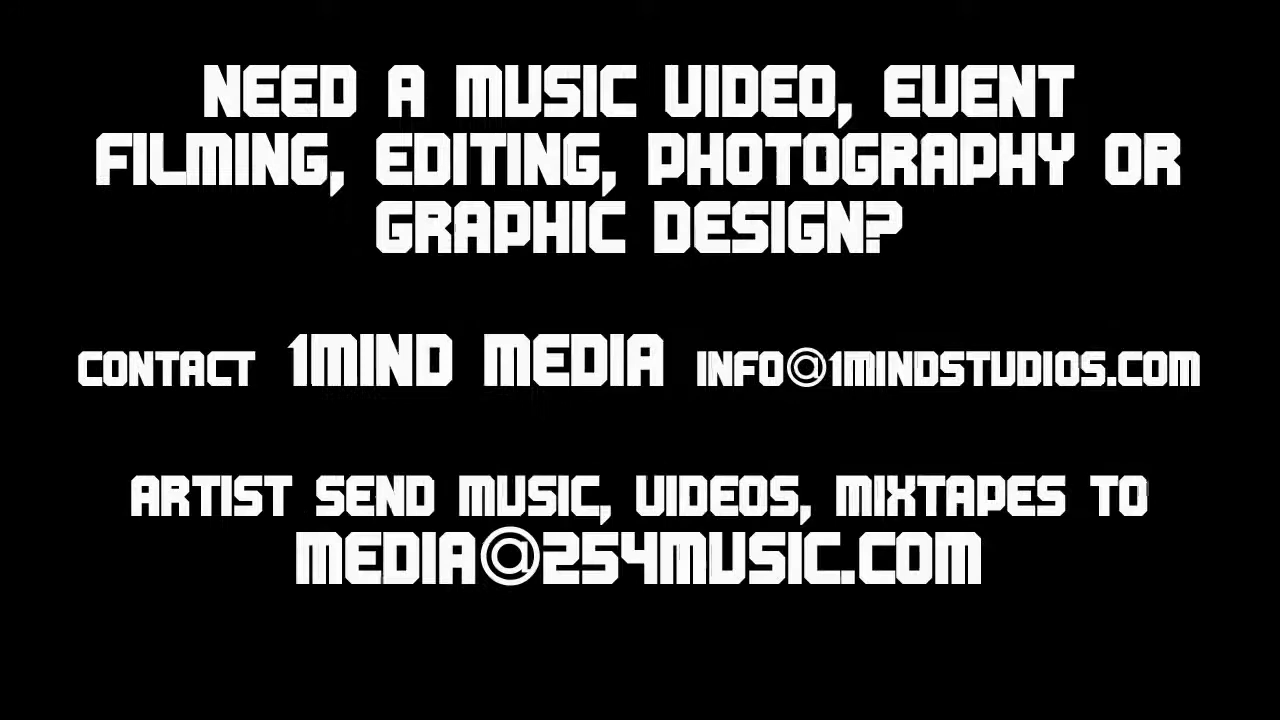 NEED A MUSIC VIDEO, EVENT
FILMING, EDITING, PHOTOGRAPHY OR
GRAPHIC DESIGN?
CONTACT 1MIND MEDIA INFO@1MINDSTUDIOS.COM
ARTIST SEND MUSIC, VIDEOS, MIXTAPES TO
MEDIA@254MUSIC.COM